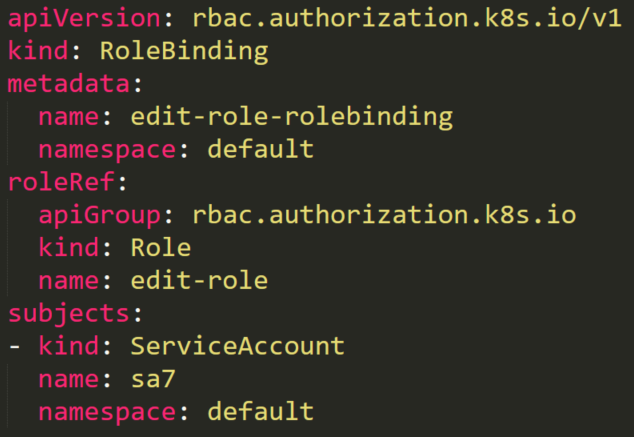 apiVersion: rbac.authorization.k8s.io/v1
kind: RoleBinding
metadata:
  name: edit-role-rolebinding
  namespace: default
roleRef:
  apiGroup: rbac.authorization.k8s.io
  kind: Role
  name: edit-role
subjects:
- kind: ServiceAccount
  name: sa7
  namespace: default